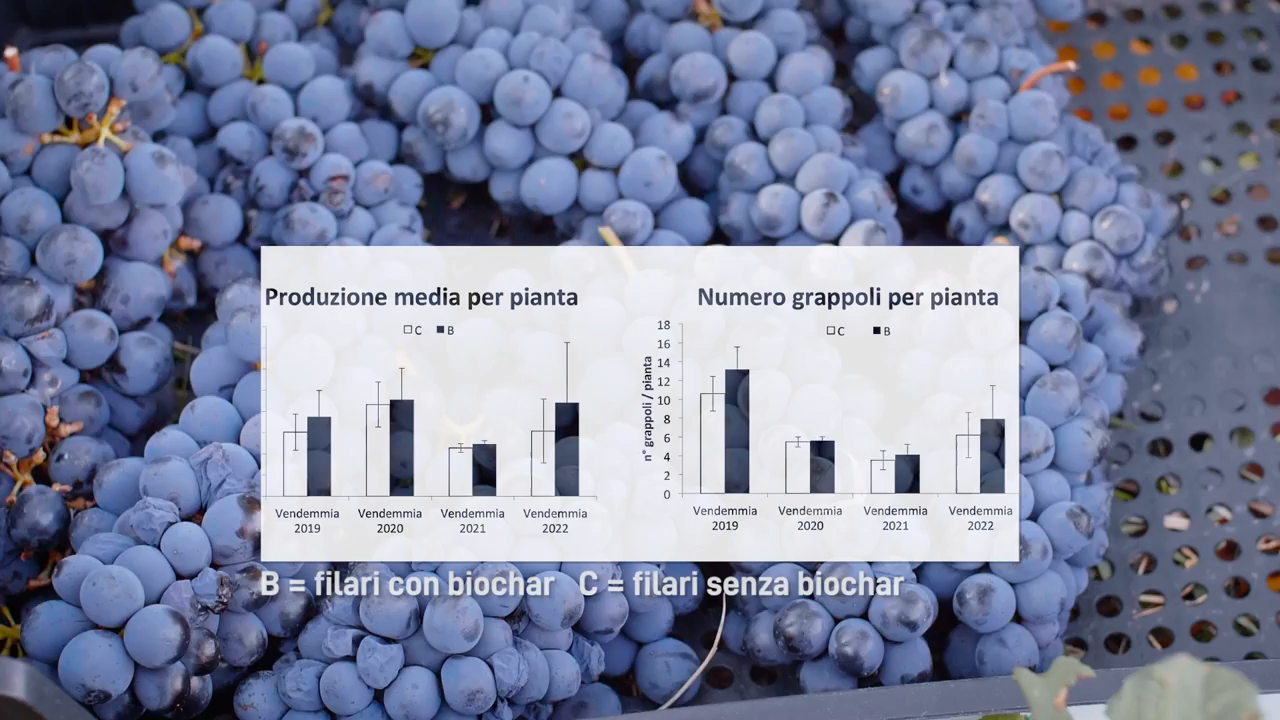 Produzione media per pianta
C B
Vendemmia 2019
Vendemmia 2020
Vendemmia 2021
Vendemmia 2022
Numero grappoli per pianta
C B
n° grappoli / pianta
18
16
14
12
10
8
6
4
2
0
Vendemmia 2019
Vendemmia 2020
Vendemmia 2021
Vendemmia 2022
B = filari con biochar C = filari senza biochar